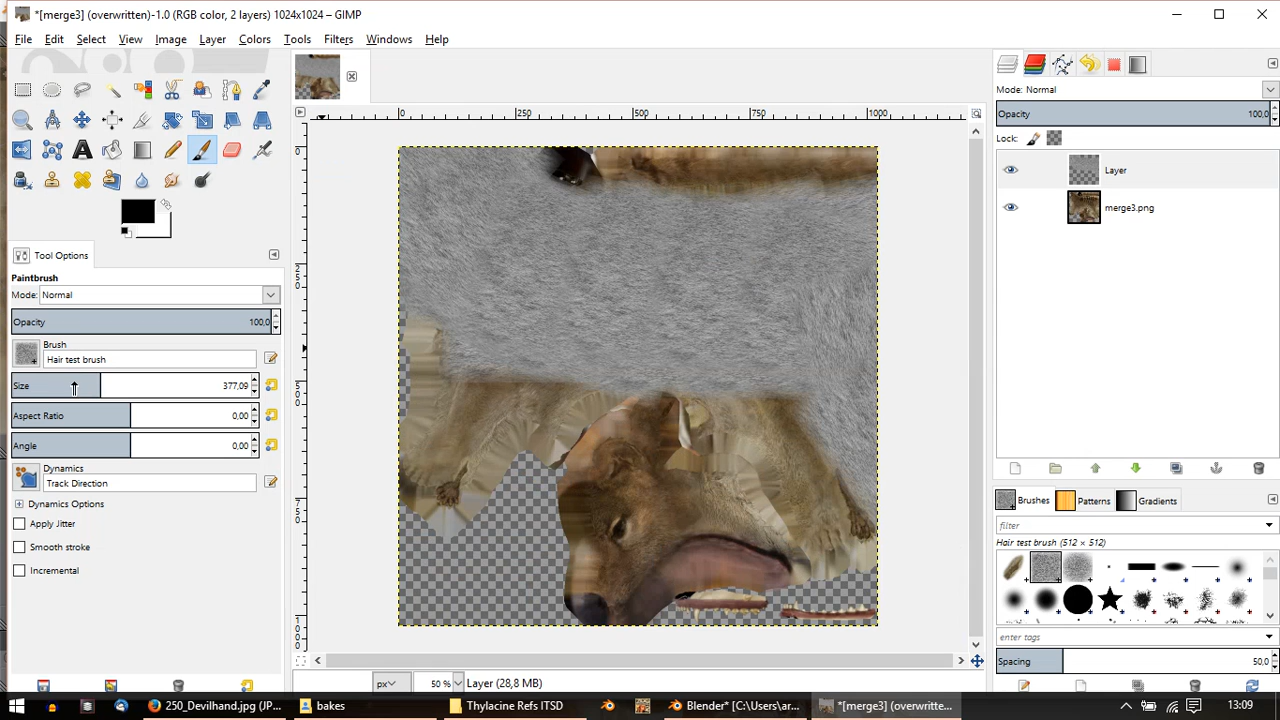 *[merge3] (overwritten)-1.0 (RGB color, 2 layers) 1024x1024 – GIMP
File Edit Select View Image Layer Colors Tools Filters Windows Help
Tool Options
Paintbrush
Mode: Normal
Opacity 100,0
Brush
Hair test brush
Size 377,09
Aspect Ratio 0,00
Angle 0,00
Dynamics
Track Direction
Dynamics Options
Apply Jitter
Smooth stroke
Incremental
0 250 500 750 1000
px 50 % Layer (28,8 MB)
Mode: Normal
Opacity 100,0
Lock:
Layer
merge3.png
Brushes Patterns Gradients
filter
Hair test brush (512 × 512)
enter tags
Spacing 50,0
250_Devilhand.jpg (JP... bakes Thylacine Refs ITSD Blender* [C:\Users\ar... *[merge3] (overwritte... 13:09